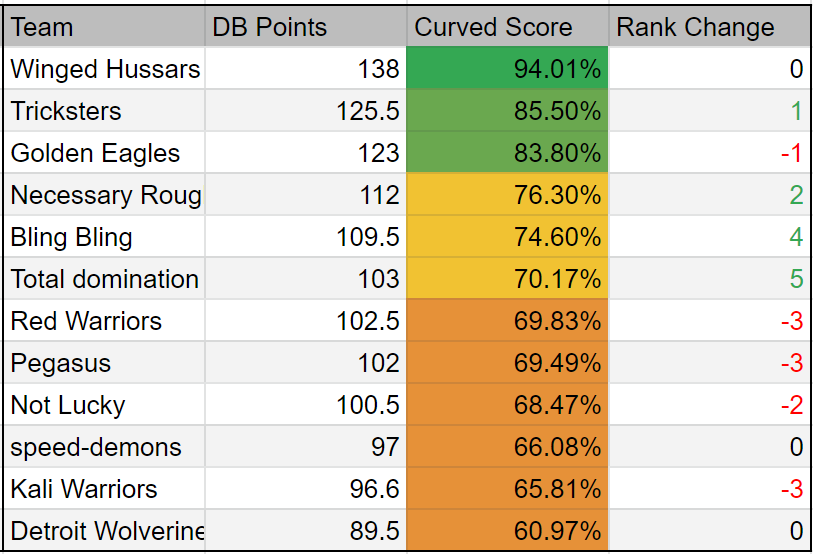 Team DB Points Curved Score Rank Change
Winged Hussars 138 94.01% 0
Tricksters 125.5 85.50% 1
Golden Eagles 123 83.80% -1
Necessary Roug 112 76.30% 2
Bling Bling 109.5 74.60% 4
Total domination 103 70.17% 5
Red Warriors 102.5 69.83% -3
Pegasus 102 69.49% -3
Not Lucky 100.5 68.47% -2
speed-demons 97 66.08% 0
Kali Warriors 96.6 65.81% -3
Detroit Wolverine 89.5 60.97% 0